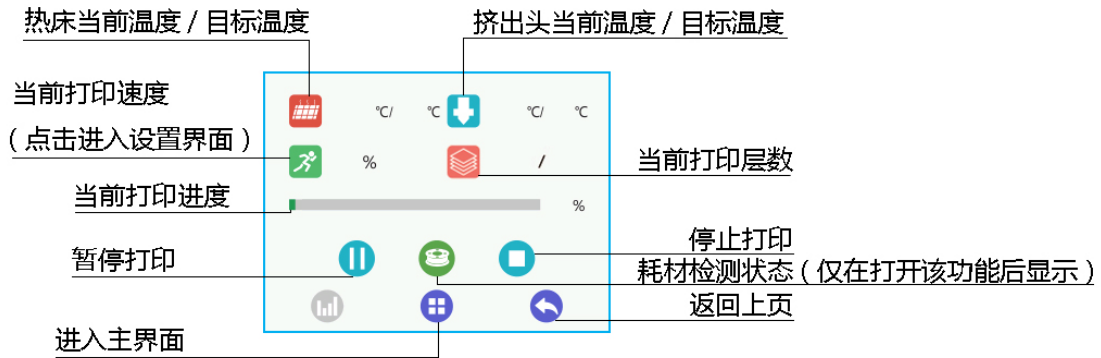 热床当前温度 / 目标温度
挤出头当前温度 / 目标温度
当前打印速度
（点击进入设置界面）
℃/ ℃ ℃/ ℃
% /
当前打印层数
当前打印进度
%
暂停打印
停止打印
耗材检测状态（仅在打开该功能后显示）
返回上页
进入主界面